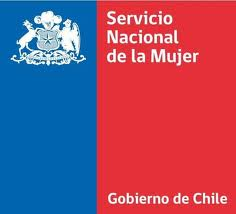 Servicio
Nacional
de la Mujer
Gobierno de Chile